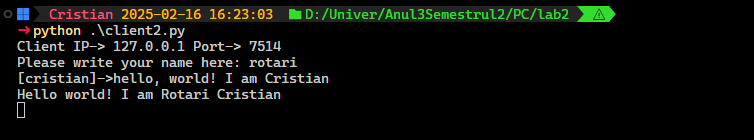 Cristian 2025-02-16 16:23:03 D:/Univer/Anul3Semestrul2/PC/lab2
→python .\client2.py
Client IP-> 127.0.0.1 Port-> 7514
Please write your name here: rotari
[cristian]->hello, world! I am Cristian
Hello world! I am Rotari Cristian